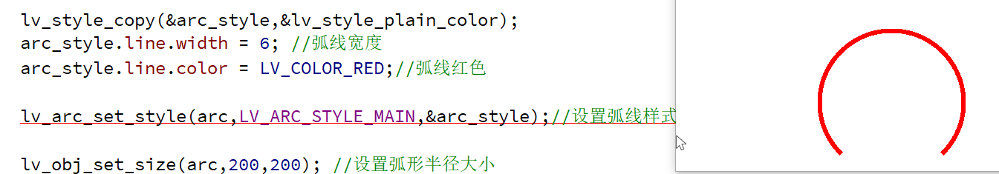 lv_style_copy(&arc_style,&lv_style_plain_color);
arc_style.line.width = 6; //弧线宽度
arc_style.line.color = LV_COLOR_RED;//弧线红色
lv_arc_set_style(arc,LV_ARC_STYLE_MAIN,&arc_style);//设置弧线样式
lv_obj_set_size(arc,200,200); //设置弧形半径大小